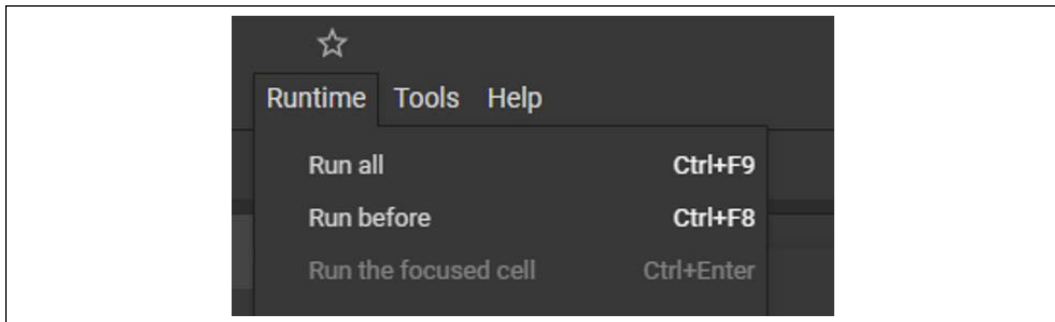 Runtime Tools Help
Run all Ctrl+F9
Run before Ctrl+F8
Run the focused cell Ctrl+Enter